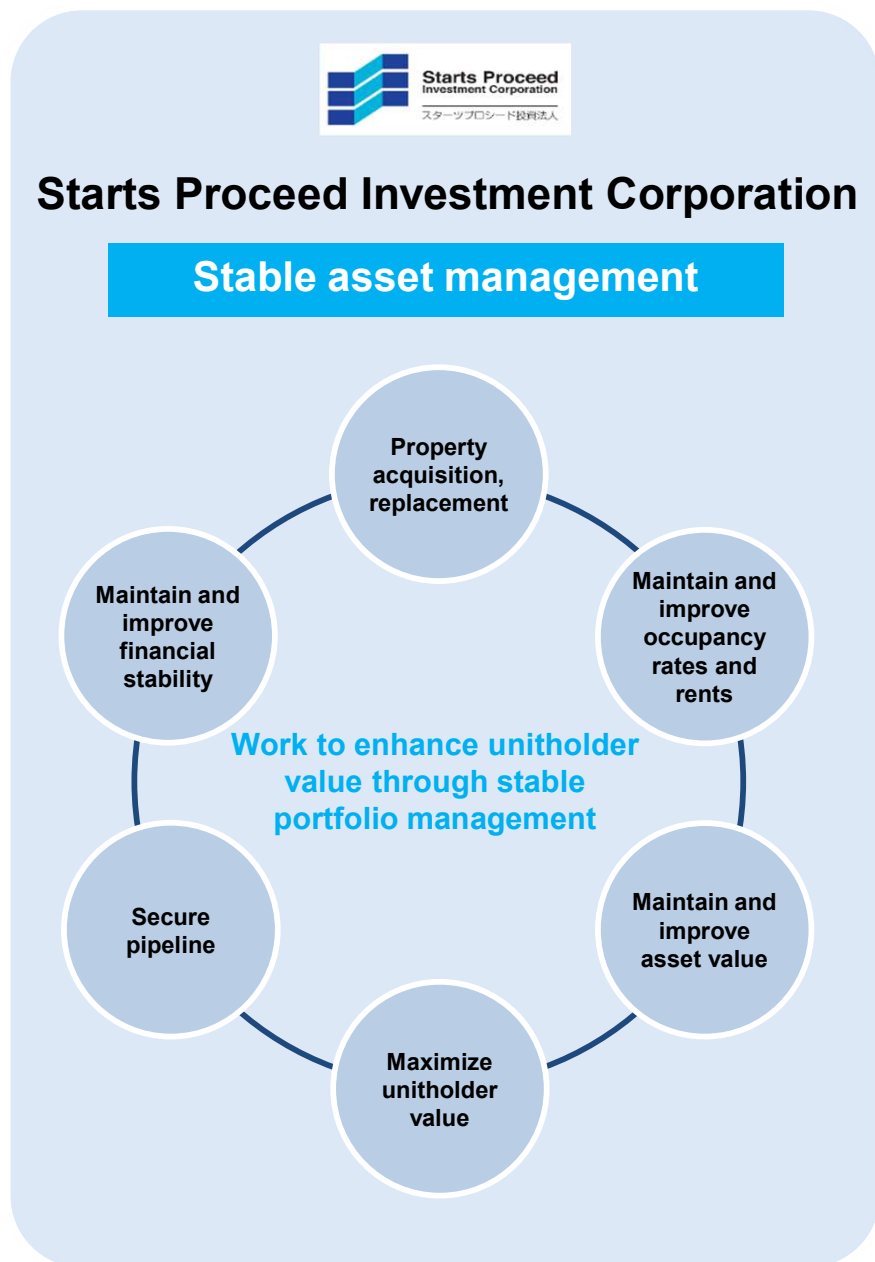 Starts Proceed
Investment Corporation
スターツプロシード投資法人
Starts Proceed Investment Corporation
Stable asset management
Property
acquisition,
replacement
Maintain and
improve
occupancy
rates and
rents
Maintain and
improve
asset value
Maximize
unitholder
value
Secure
pipeline
Maintain and
improve
financial
stability
Work to enhance unitholder
value through stable
portfolio management